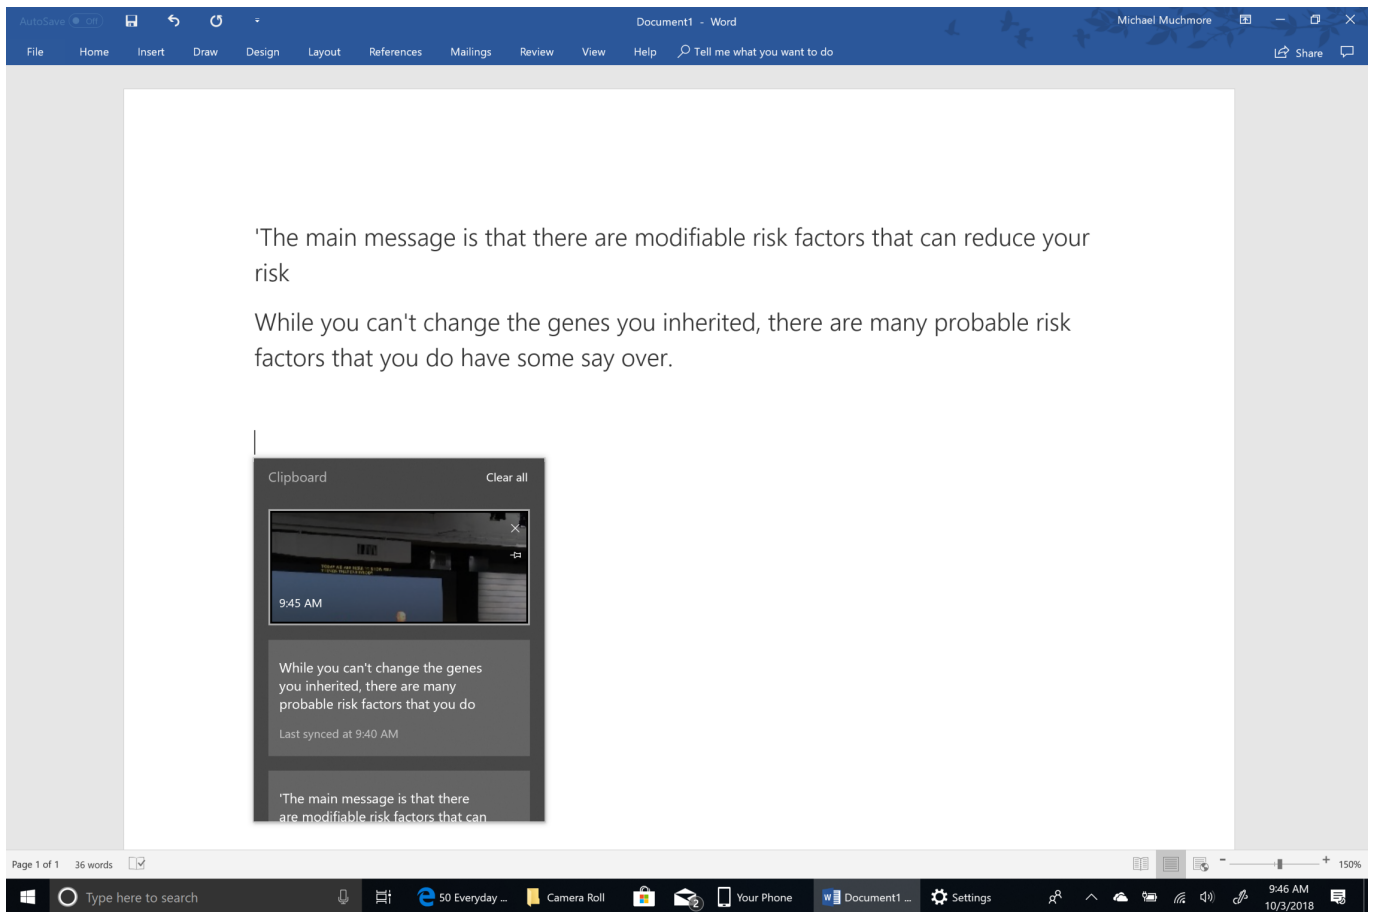 AutoSave Off
Document1 - Word
Michael Muchmore
File Home Insert Draw Design Layout References Mailings Review View Help Tell me what you want to do
Share
'The main message is that there are modifiable risk factors that can reduce your
risk
While you can't change the genes you inherited, there are many probable risk
factors that you do have some say over.
Clipboard Clear all
9:45 AM
While you can't change the genes
you inherited, there are many
probable risk factors that you do
Last synced at 9:40 AM
'The main message is that there
are modifiable risk factors that can
Page 1 of 1 36 words
150%
Type here to search
50 Everyday ...
Camera Roll
2
Your Phone
Document1 ...
Settings
9:46 AM
10/3/2018